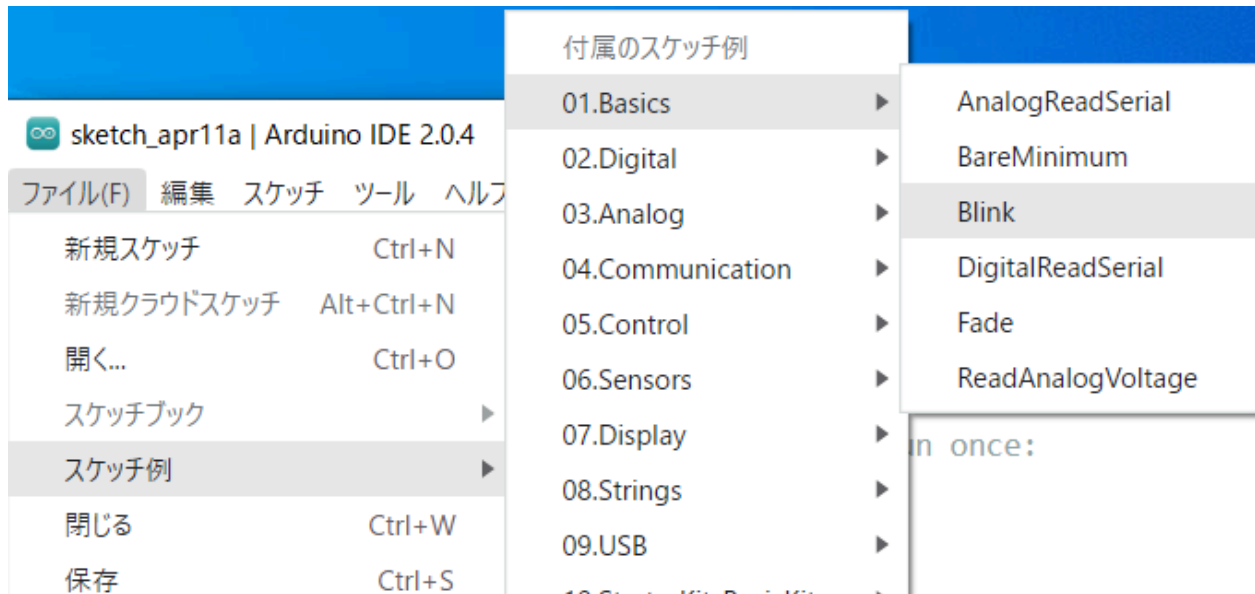 sketch_apr11a | Arduino IDE 2.0.4
ファイル(F) 編集 スケッチ ツール ヘルプ
新規スケッチ Ctrl+N
新規クラウドスケッチ Alt+Ctrl+N
開く... Ctrl+O
スケッチブック
スケッチ例
閉じる Ctrl+W
保存 Ctrl+S
付属のスケッチ例
01.Basics
02.Digital
03.Analog
04.Communication
05.Control
06.Sensors
07.Display
08.Strings
09.USB
AnalogReadSerial
BareMinimum
Blink
DigitalReadSerial
Fade
ReadAnalogVoltage
once: